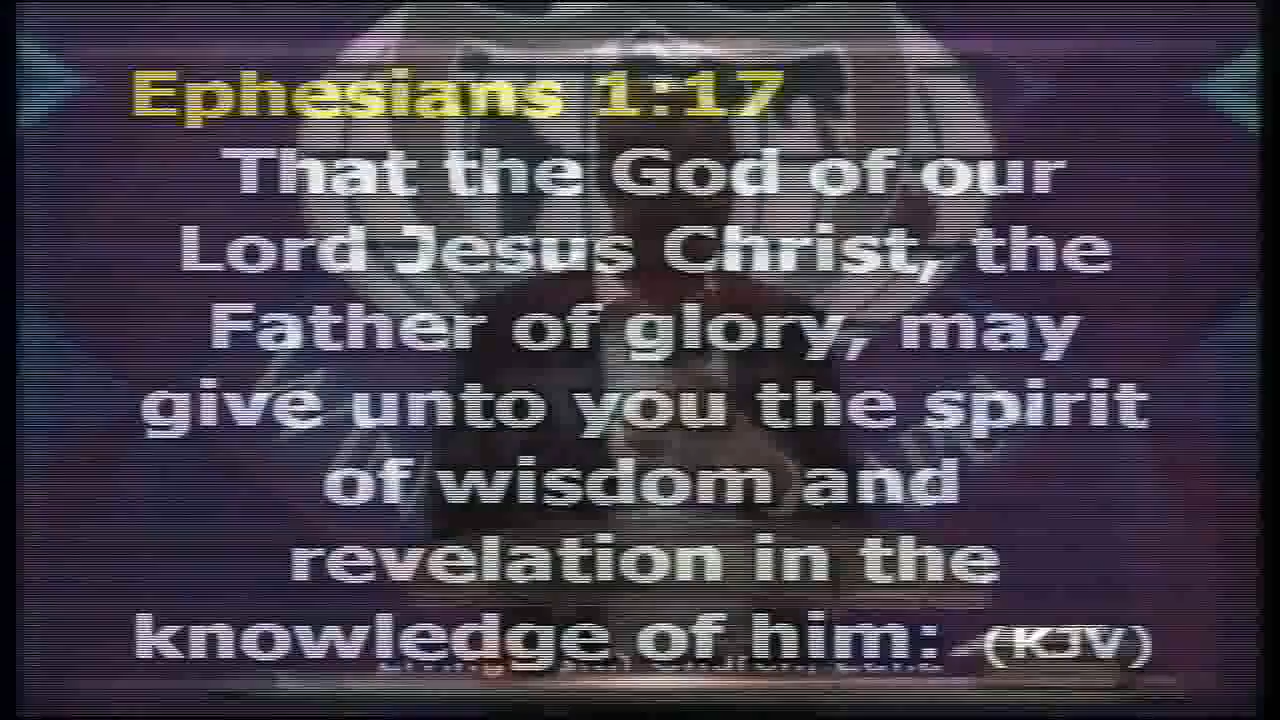 Ephesians 1:17
That the God of our
Lord Jesus Christ, the
Father of glory, may
give unto you the spirit
of wisdom and
revelation in the
knowledge of him: (KJV)